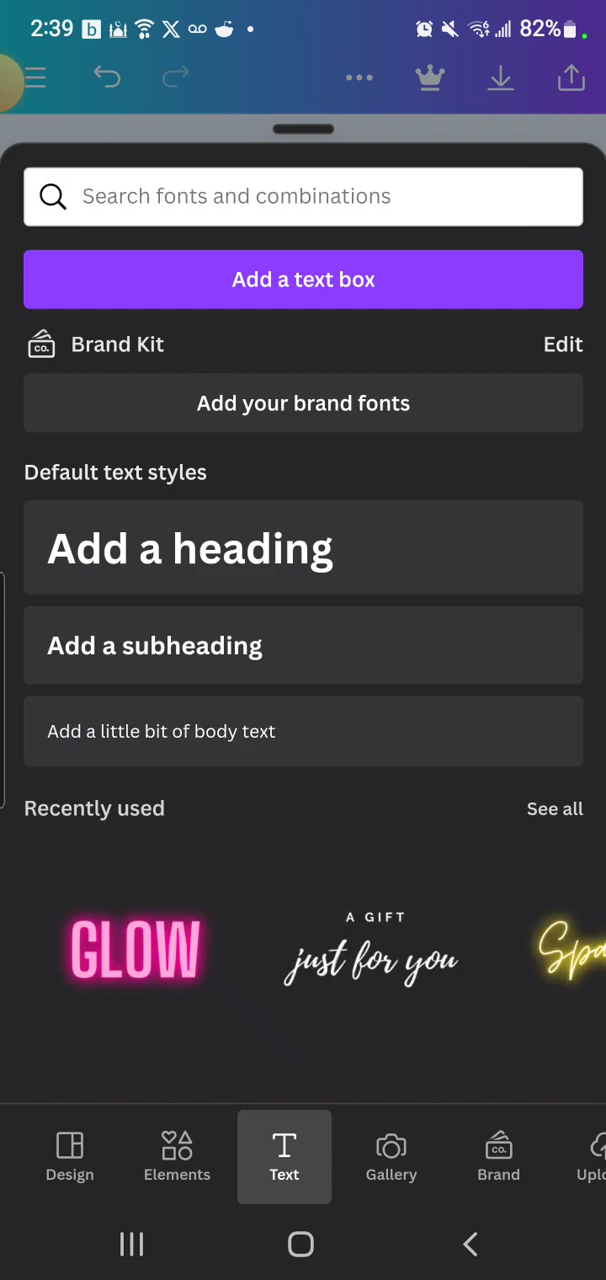 2:39
82%
Search fonts and combinations
Add a text box
co. Brand Kit Edit
Add your brand fonts
Default text styles
Add a heading
Add a subheading
Add a little bit of body text
Recently used See all
GLOW
A GIFT
just for you
Design Elements Text Gallery Brand